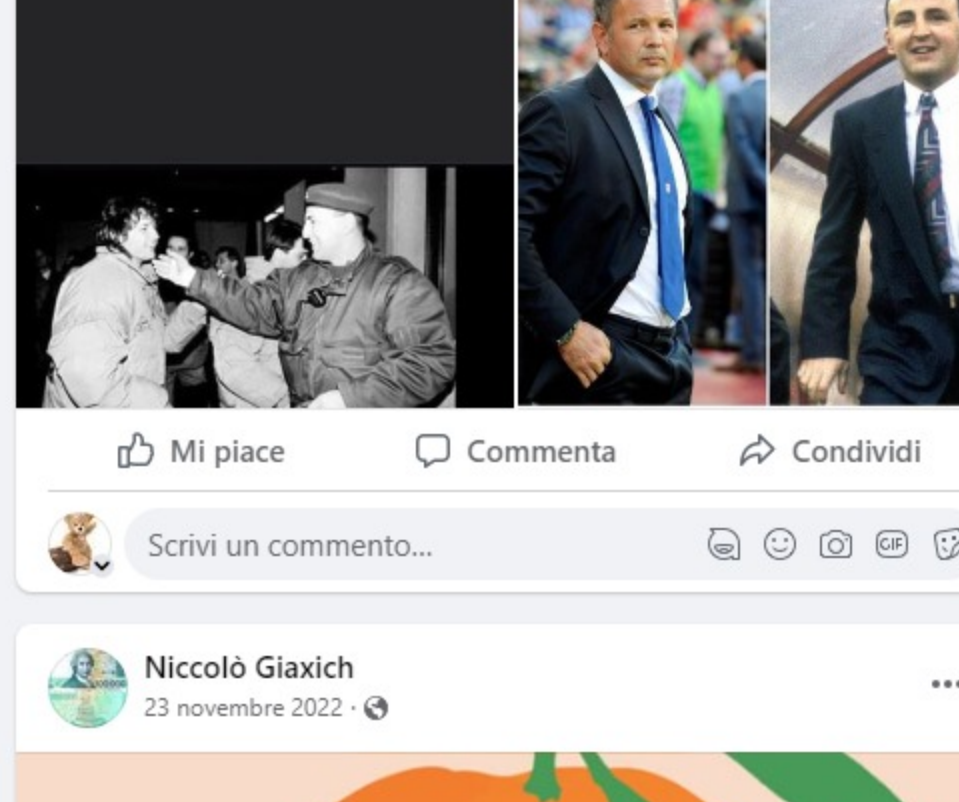 Mi piace
Commenta
Condividi
Scrivi un commento...
GIF
Niccolò Giaxich
23 novembre 2022 ·